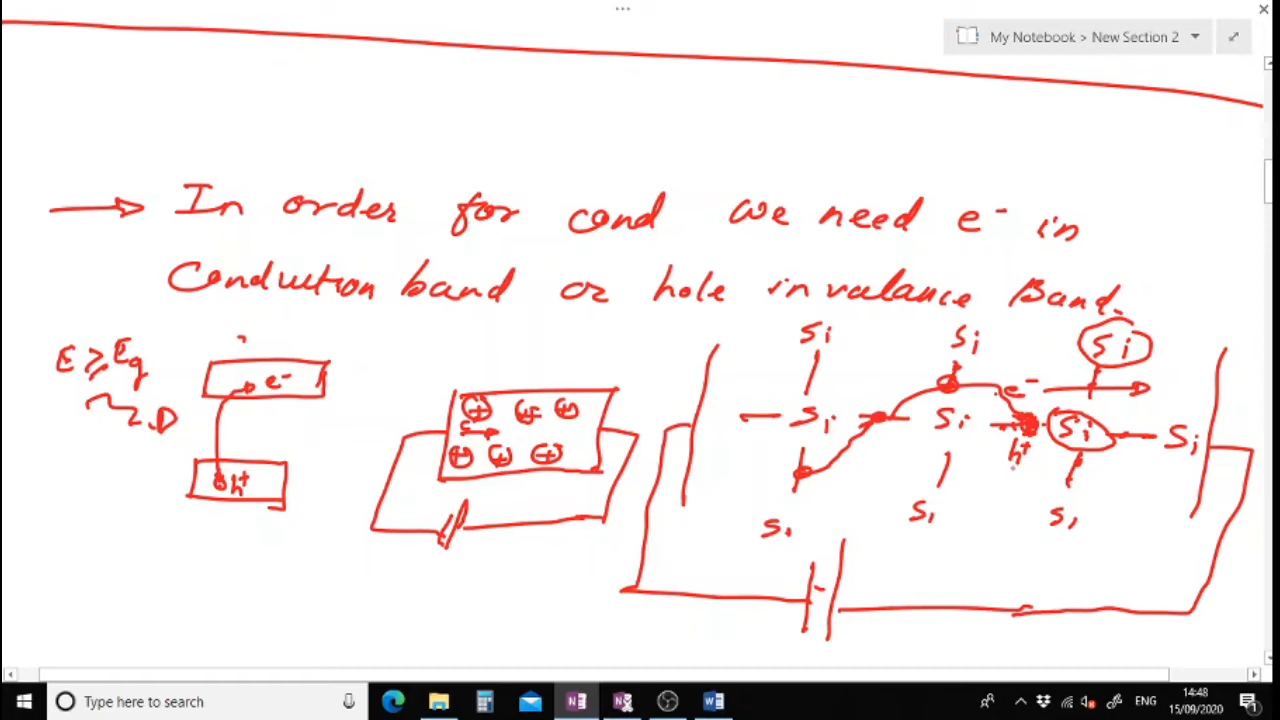 My Notebook > New Section 2
In order for cond we need e- in
Conduction band or hole in valance Band.
E ≥ Eg
e-
h+
+ + +
e
+ + +
Si Si Si
e-
Si Si Si Si
h+
Si Si Si
-
Type here to search
ENG
14:48
15/09/2020
1